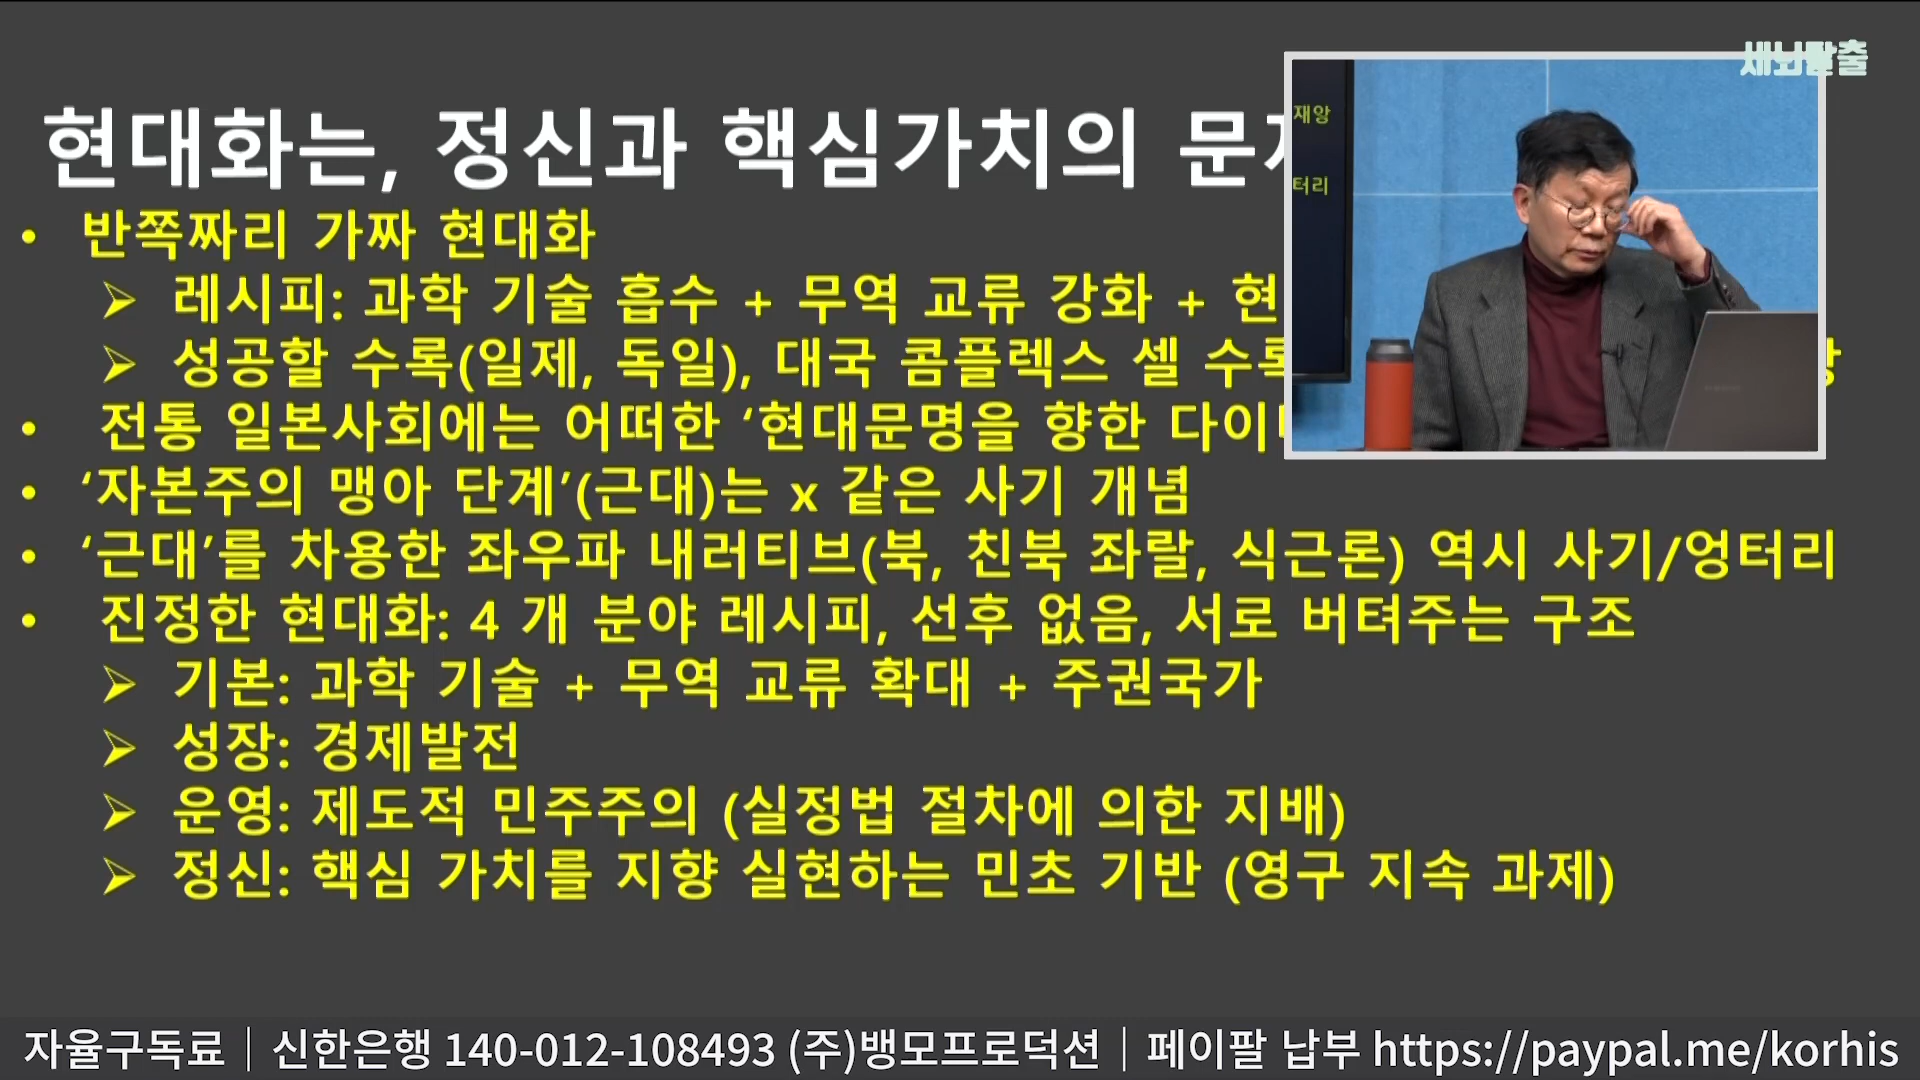 세뇌탈출
재앙
터리
현대화는, 정신과 핵심가치의
• 반쪽짜리 가짜 현대화
➢ 레시피: 과학 기술 흡수 + 무역 교류 강화 +
➢ 성공할 수록(일제, 독일), 대국 콤플렉스 셀
• 전통 일본사회에는 어떠한 ‘현대문명을 향한
• ‘자본주의 맹아 단계’(근대)는 x 같은 사기 개념
• ‘근대’를 차용한 좌우파 내러티브(북, 친북 좌랄, 식근론) 역시 사기/엉터리
• 진정한 현대화: 4 개 분야 레시피, 선후 없음, 서로 버텨주는 구조
➢ 기본: 과학 기술 + 무역 교류 확대 + 주권국가
➢ 성장: 경제발전
➢ 운영: 제도적 민주주의 (실정법 절차에 의한 지배)
➢ 정신: 핵심 가치를 지향 실현하는 민초 기반 (영구 지속 과제)
자율구독료 | 신한은행 140-012-108493 (주)뱅모프로덕션 | 페이팔 납부 https://paypal.me/korhis